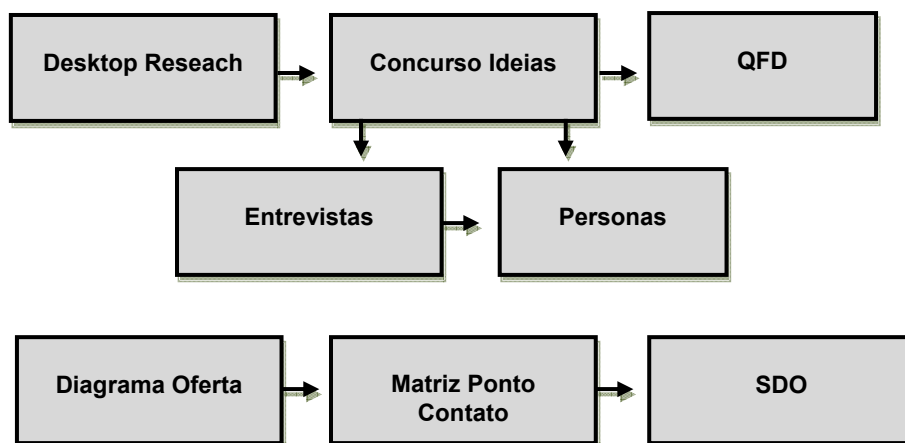 Desktop Reseach
Concurso Ideias
QFD
Entrevistas
Personas
Diagrama Oferta
Matriz Ponto
Contato
SDO